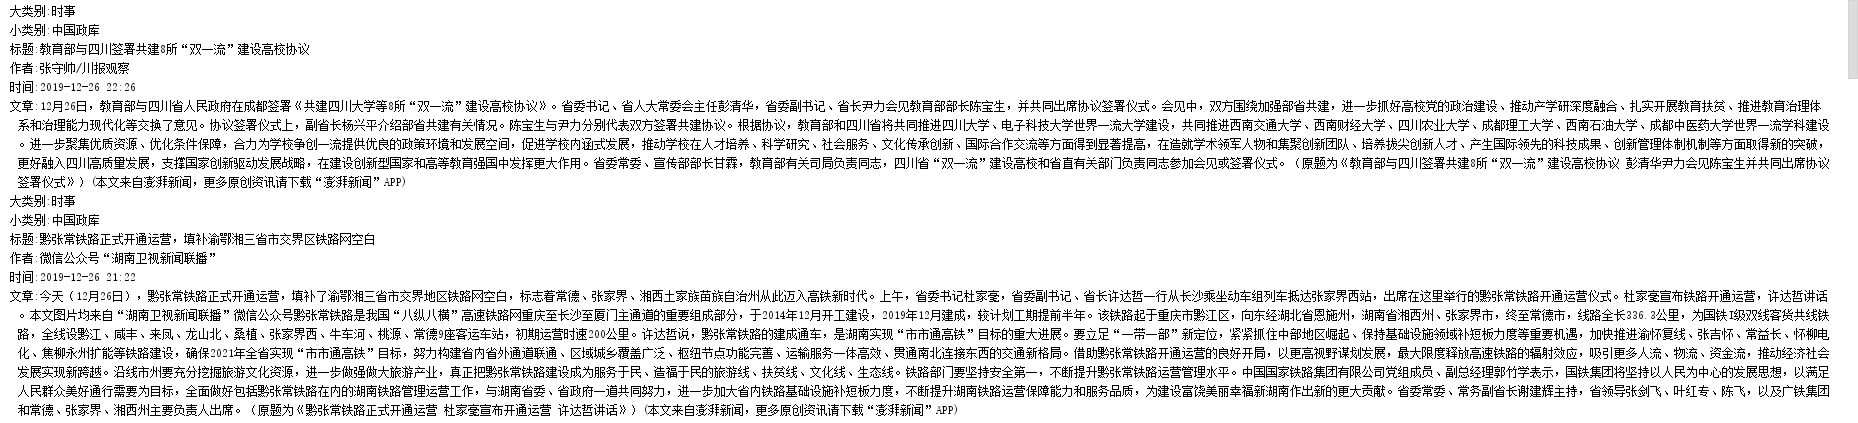 大类别:时事
小类别:中国政库
标题:教育部与四川签署共建8所“双一流”建设高校协议
作者:张守帅/川报观察
时间:2019-12-26 22:26
文章:12月26日，教育部与四川省人民政府在成都签署《共建四川大学等8所“双一流”建设高校协议》。省委书记、省人大常委会主任彭清华，省委副书记、省长尹力会见教育部部长陈宝生，并共同出席协议签署仪式。会见中，双方围绕加强部省共建，进一步抓好高校党的政治建设、推动产学研深度融合、扎实开展教育扶贫、推进教育治理体
系和治理能力现代化等交换了意见。协议签署仪式上，副省长杨兴平介绍部省共建有关情况。陈宝生与尹力分别代表双方签署共建协议。根据协议，教育部和四川省将共同推进四川大学、电子科技大学世界一流大学建设，共同推进西南交通大学、西南财经大学、四川农业大学、成都理工大学、西南石油大学、成都中医药大学世界一流学科建设
。进一步聚集优质资源、优化条件保障，合力为学校争创一流提供优良的政策环境和发展空间，促进学校内涵式发展，推动学校在人才培养、科学研究、社会服务、文化传承创新、国际合作交流等方面得到显著提高，在造就学术领军人物和集聚创新团队、培养拔尖创新人才、产生国际领先的科技成果、创新管理体制机制等方面取得新的突破，
更好融入四川高质量发展，支撑国家创新驱动发展战略，在建设创新型国家和高等教育强国中发挥更大作用。省委常委、宣传部部长甘霖，教育部有关司局负责同志，四川省“双一流”建设高校和省直有关部门负责同志参加会见或签署仪式。（原题为《教育部与四川签署共建8所“双一流”建设高校协议 彭清华尹力会见陈宝生并共同出席协议
签署仪式》）(本文来自澎湃新闻，更多原创资讯请下载“澎湃新闻”APP)
大类别:时事
小类别:中国政库
标题:黔张常铁路正式开通运营，填补渝鄂湘三省市交界区铁路网空白
作者:微信公众号“湖南卫视新闻联播”
时间:2019-12-26 21:22
文章:今天（12月26日），黔张常铁路正式开通运营，填补了渝鄂湘三省市交界地区铁路网空白，标志着常德、张家界、湘西土家族苗族自治州从此迈入高铁新时代。上午，省委书记杜家毫，省委副书记、省长许达哲一行从长沙乘坐动车组列车抵达张家界西站，出席在这里举行的黔张常铁路开通运营仪式。杜家毫宣布铁路开通运营，许达哲讲话
。本文图片均来自“湖南卫视新闻联播”微信公众号黔张常铁路是我国“八纵八横”高速铁路网重庆至长沙至厦门主通道的重要组成部分，于2014年12月开工建设，2019年12月建成，较计划工期提前半年。该铁路起于重庆市黔江区，向东经湖北省恩施州，湖南省湘西州、张家界市，终至常德市，线路全长336.3公里，为国铁I级双线客货共线铁
路，全线设黔江、咸丰、来凤、龙山北、桑植、张家界西、牛车河、桃源、常德9座客运车站，初期运营时速200公里。许达哲说，黔张常铁路的建成通车，是湖南实现“市市通高铁”目标的重大进展。要立足“一带一部”新定位，紧紧抓住中部地区崛起、保持基础设施领域补短板力度等重要机遇，加快推进渝怀复线、张吉怀、常益长、怀柳电
化、焦柳永州扩能等铁路建设，确保2021年全省实现“市市通高铁”目标，努力构建省内省外通道联通、区域城乡覆盖广泛、枢纽节点功能完善、运输服务一体高效、贯通南北连接东西的交通新格局。借助黔张常铁路开通运营的良好开局，以更高视野谋划发展，最大限度释放高速铁路的辐射效应，吸引更多人流、物流、资金流，推动经济社会
发展实现新跨越。沿线市州要充分挖掘旅游文化资源，进一步做强做大旅游产业，真正把黔张常铁路建设成为服务于民、造福于民的旅游线、扶贫线、文化线、生态线。铁路部门要坚持安全第一，不断提升黔张常铁路运营管理水平。中国国家铁路集团有限公司党组成员、副总经理郭竹学表示，国铁集团将坚持以人民为中心的发展思想，以满足
人民群众美好通行需要为目标，全面做好包括黔张常铁路在内的湖南铁路管理运营工作，与湖南省委、省政府一道共同努力，进一步加大省内铁路基础设施补短板力度，不断提升湖南铁路运营保障能力和服务品质，为建设富饶美丽幸福新湖南作出新的更大贡献。省委常委、常务副省长谢建辉主持，省领导张剑飞、叶红专、陈飞，以及广铁集团
和常德、张家界、湘西州主要负责人出席。（原题为《黔张常铁路正式开通运营 杜家毫宣布开通运营 许达哲讲话》）(本文来自澎湃新闻，更多原创资讯请下载“澎湃新闻”APP)